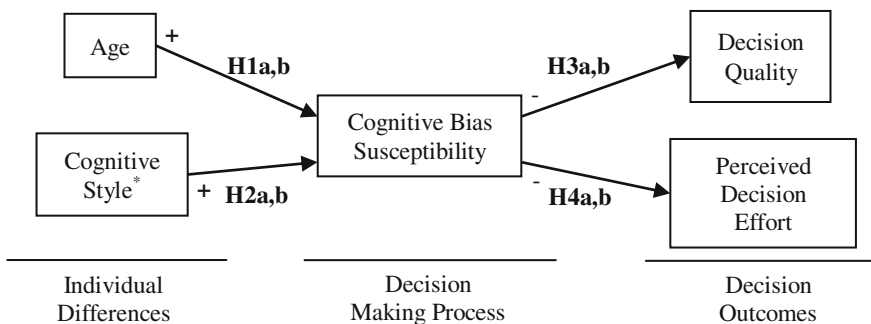 Age
+
H1a,b
Cognitive
Style*
+
H2a,b
Cognitive Bias
Susceptibility
-
H3a,b
Decision
Quality
-
H4a,b
Perceived
Decision
Effort
Individual
Differences
Decision
Making Process
Decision
Outcomes